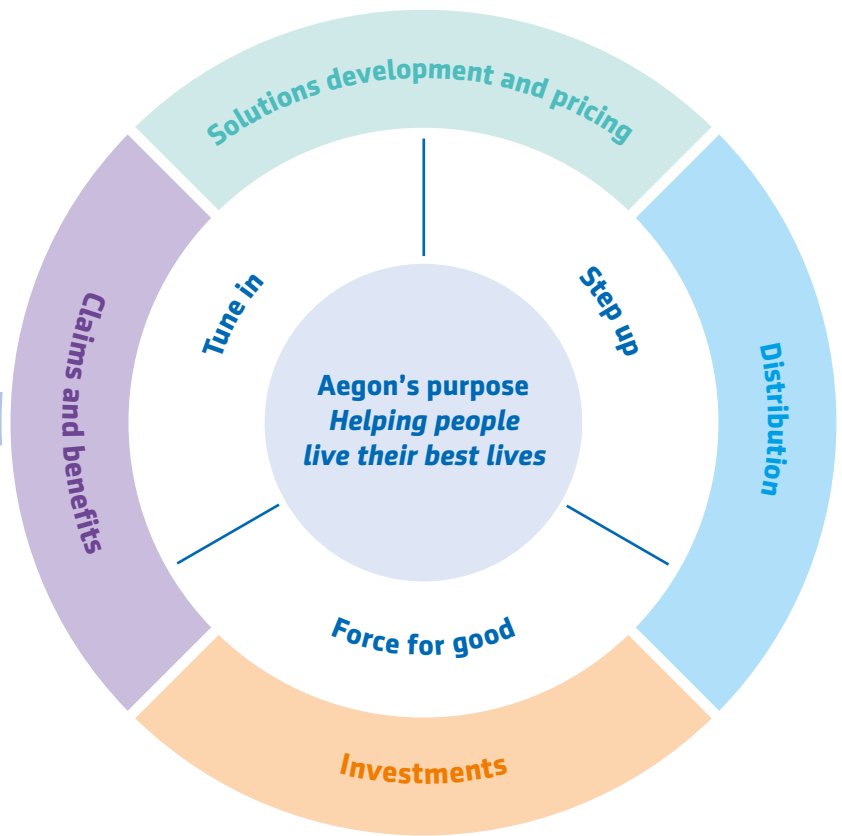 Solutions development and pricing
Tune in
Step up
Claims and benefits
Aegon’s purpose
Helping people
live their best lives
Distribution
Force for good
Investments